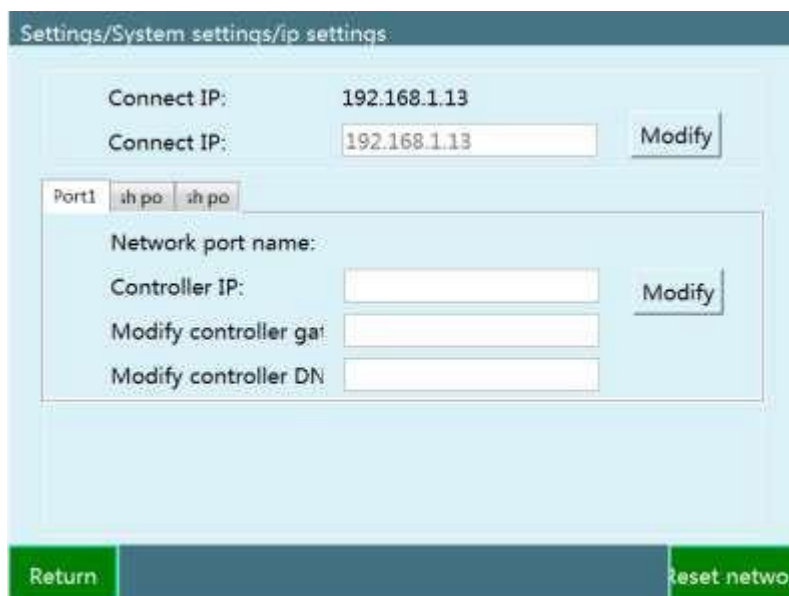 Settings/System settings/ip settings
Connect IP: 192.168.1.13
Connect IP: 192.168.1.13 Modify
Port1 sh po sh po
Network port name:
Controller IP: Modify
Modify controller gat
Modify controller DN
Return Reset netwo